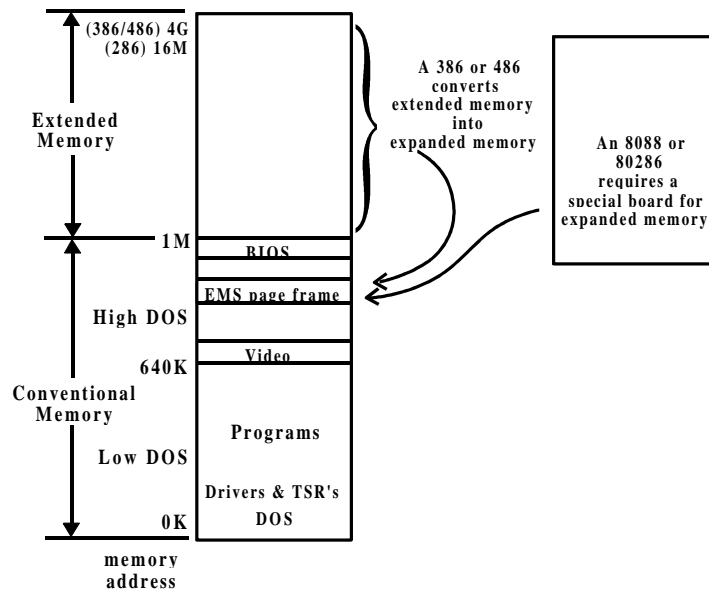 (386/486) 4G
(286) 16M
Extended
Memory
A 386 or 486
converts
extended memory
into
expanded memory
An 8088 or
80286
requires a
special board for
expanded memory
1M
BIOS
EMS page frame
High DOS
Video
640K
Conventional
Memory
Programs
Low DOS
Drivers & TSR's
DOS
0K
memory
address